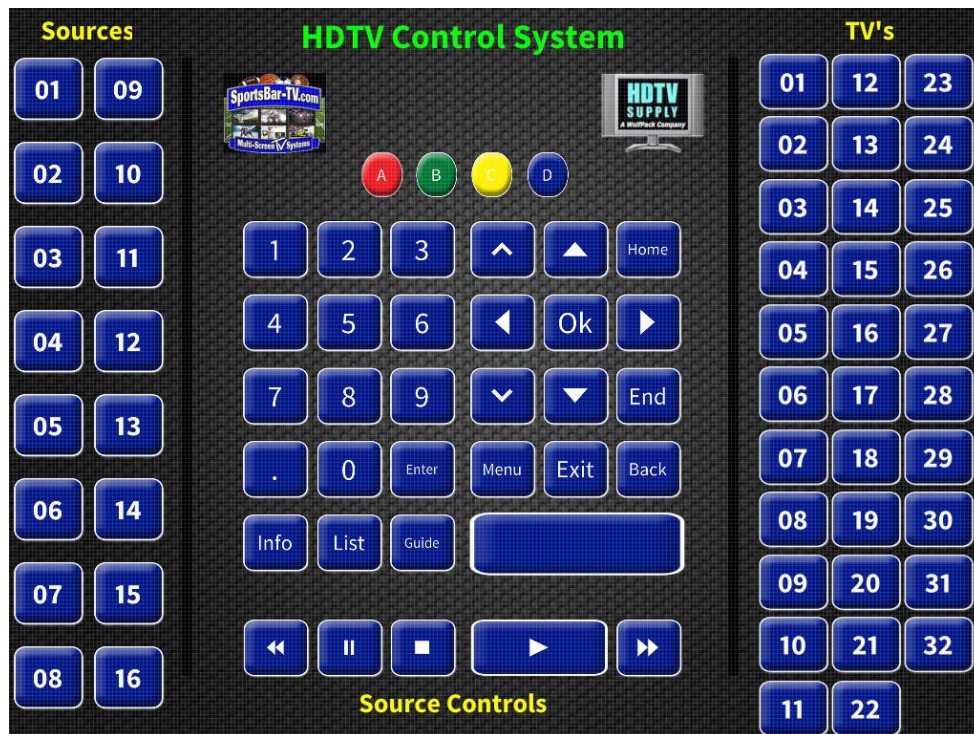 Sources
HDTV Control System
TV's
SportsBar-TV.com
Multi-Screen Systems
HDTV
SUPPLY
A WolfPack Company
A B C D
01 09
02 10
03 11
04 12
05 13
06 14
07 15
08 16
1 2 3 Home
4 5 6 Ok
7 8 9 End
. 0 Enter Menu Exit Back
Info List Guide
Source Controls
01 12 23
02 13 24
03 14 25
04 15 26
05 16 27
06 17 28
07 18 29
08 19 30
09 20 31
10 21 32
11 22